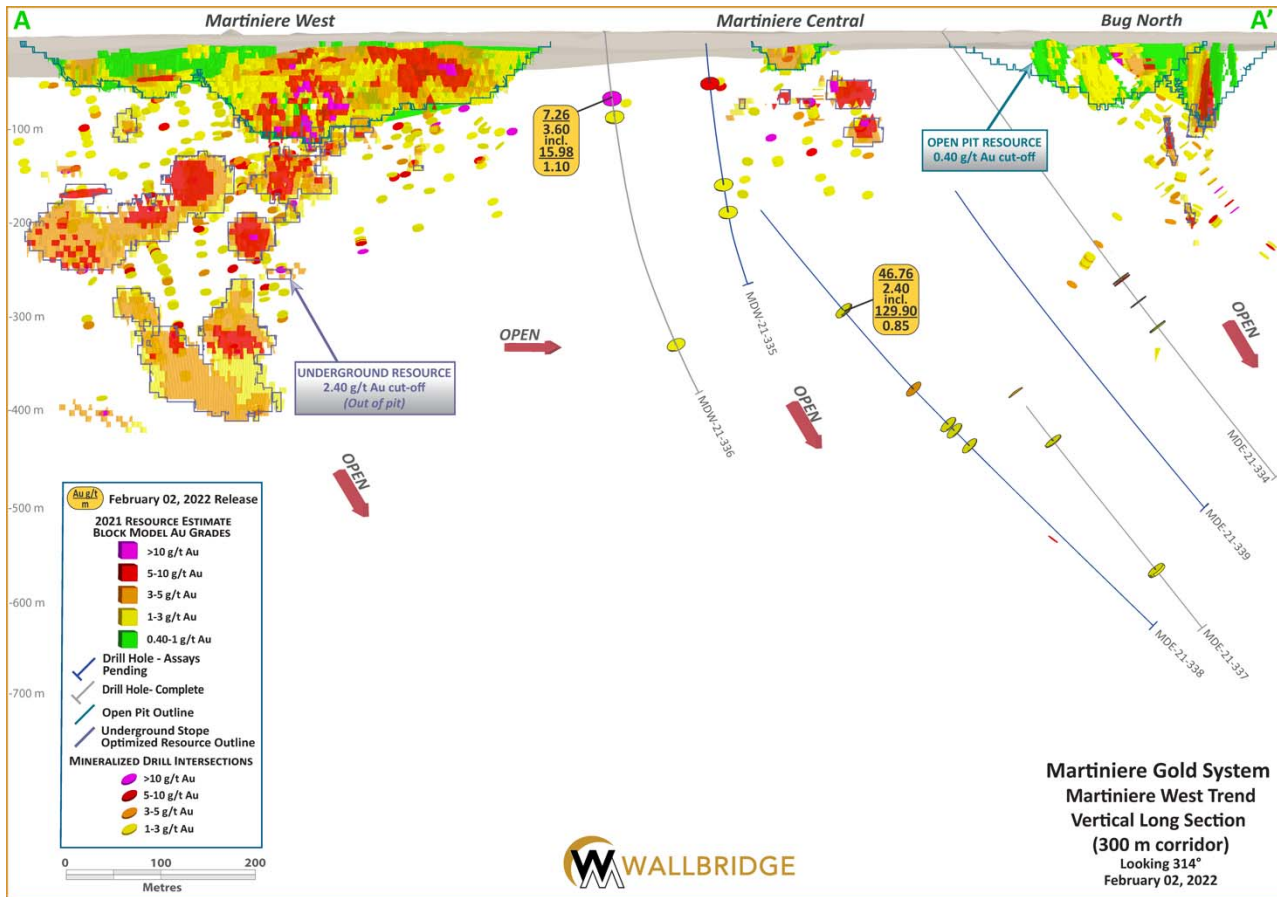 A
Martiniere West
Martiniere Central
Bug North
A'
-100 m
-200 m
-300 m
-400 m
-500 m
-600 m
-700 m
7.26
3.60
incl.
15.98
1.10
46.76
2.40
incl.
129.90
0.85
OPEN PIT RESOURCE
0.40 g/t Au cut-off
UNDERGROUND RESOURCE
2.40 g/t Au cut-off
(Out of pit)
OPEN
OPEN
OPEN
OPEN
MDW-21-335
MDW-21-336
MDE-21-334
MDE-21-339
MDE-21-338
MDE-21-337
Au g/t
m
February 02, 2022 Release
2021 RESOURCE ESTIMATE
BLOCK MODEL AU GRADES
>10 g/t Au
5-10 g/t Au
3-5 g/t Au
1-3 g/t Au
0.40-1 g/t Au
Drill Hole - Assays
Pending
Drill Hole- Complete
Open Pit Outline
Underground Stope
Optimized Resource Outline
MINERALIZED DRILL INTERSECTIONS
>10 g/t Au
5-10 g/t Au
3-5 g/t Au
1-3 g/t Au
0 100 200
Metres
WALLBRIDGE
Martiniere Gold System
Martiniere West Trend
Vertical Long Section
(300 m corridor)
Looking 314°
February 02, 2022